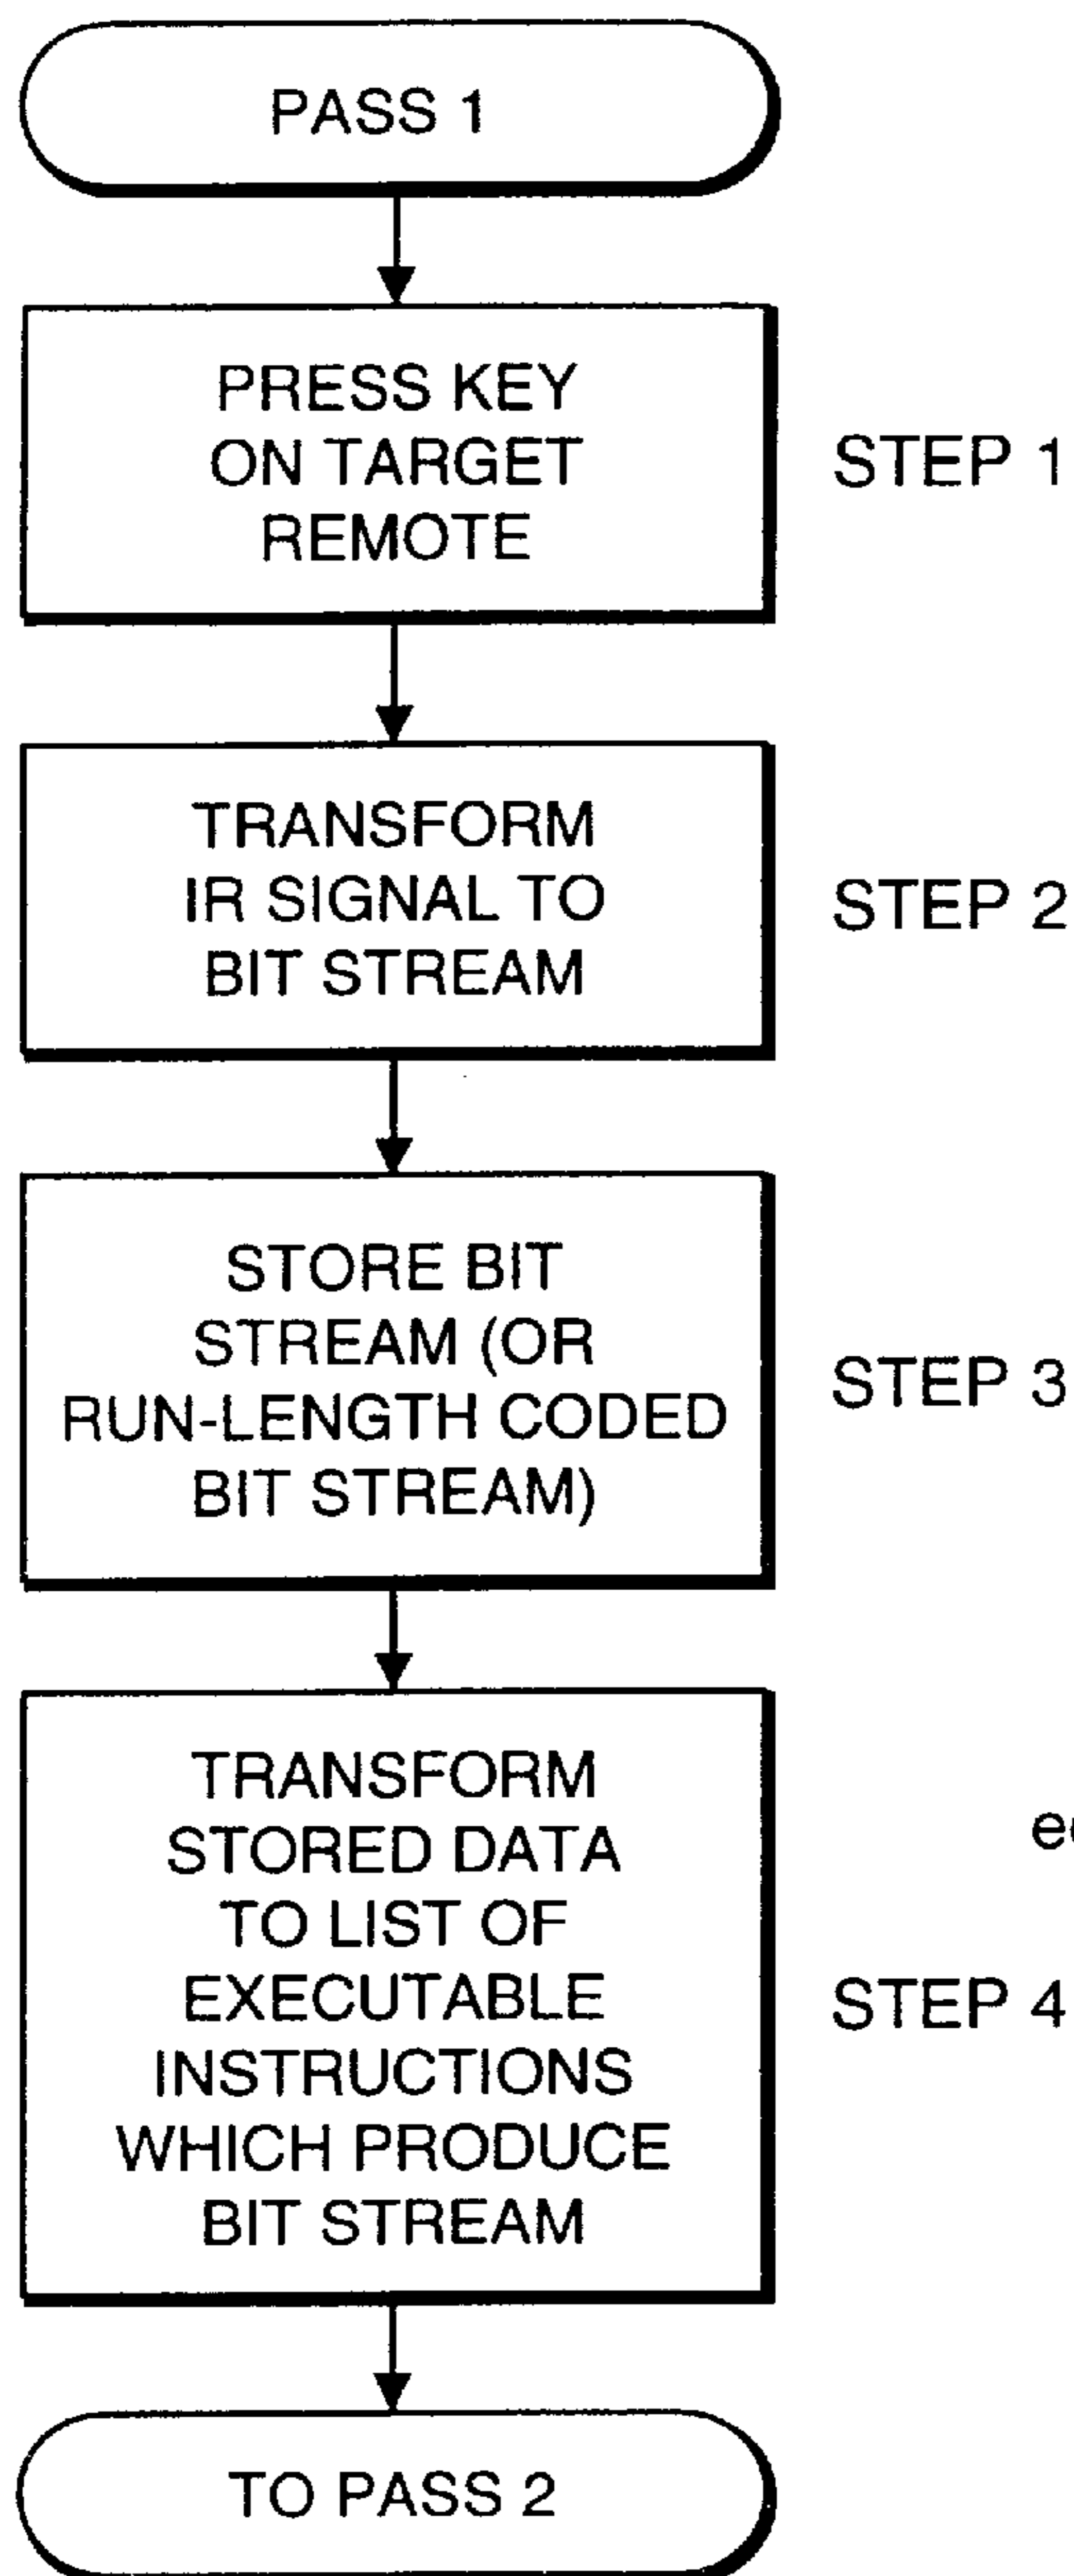 PASS 1
PRESS KEY
ON TARGET
REMOTE
STEP 1
TRANSFORM
IR SIGNAL TO
BIT STREAM
STEP 2
STORE BIT
STREAM (OR
RUN-LENGTH CODED
BIT STREAM)
STEP 3
TRANSFORM
STORED DATA
TO LIST OF
EXECUTABLE
INSTRUCTIONS
WHICH PRODUCE
BIT STREAM
STEP 4
TO PASS 2